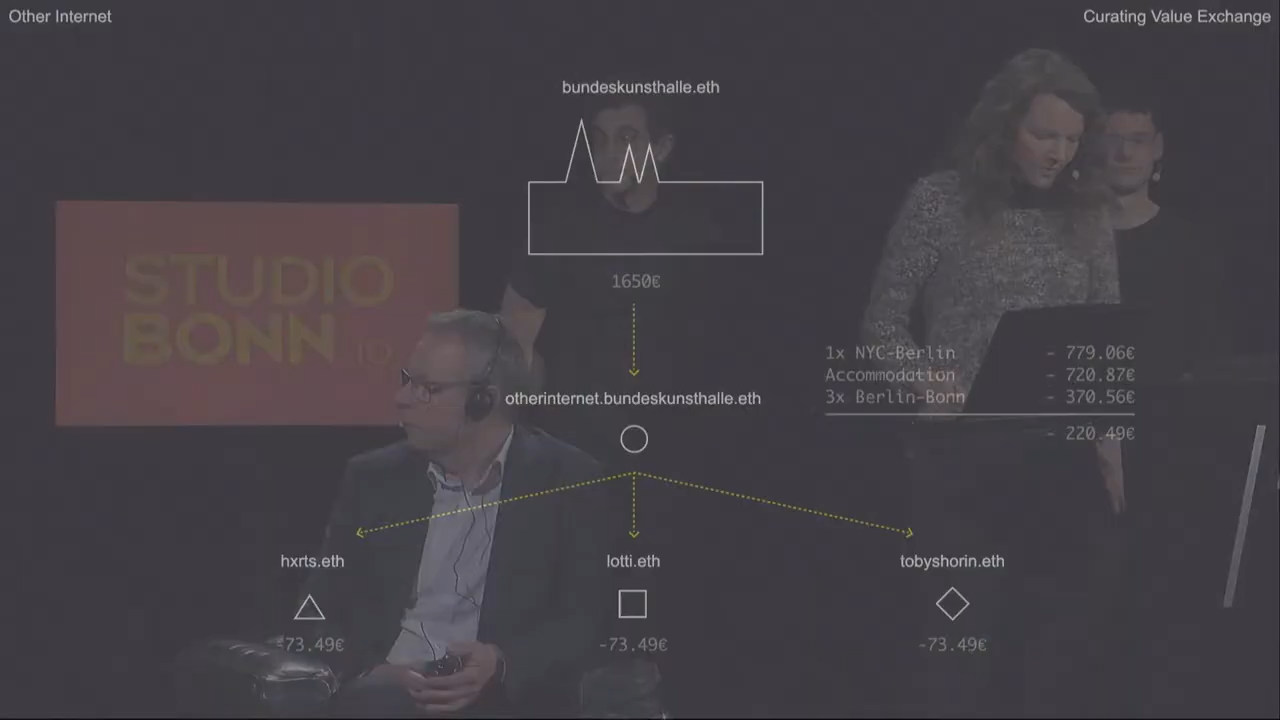 Other Internet
Curating Value Exchange
bundeskunsthalle.eth
STUDIO
BONN.IO
1650€
1x NYC-Berlin - 779.06€
Accommodation - 720.87€
3x Berlin-Bonn - 370.56€
- 220.49€
otherinternet.bundeskunsthalle.eth
hxrts.eth
lotti.eth
tobyshorin.eth
-73.49€
-73.49€
-73.49€